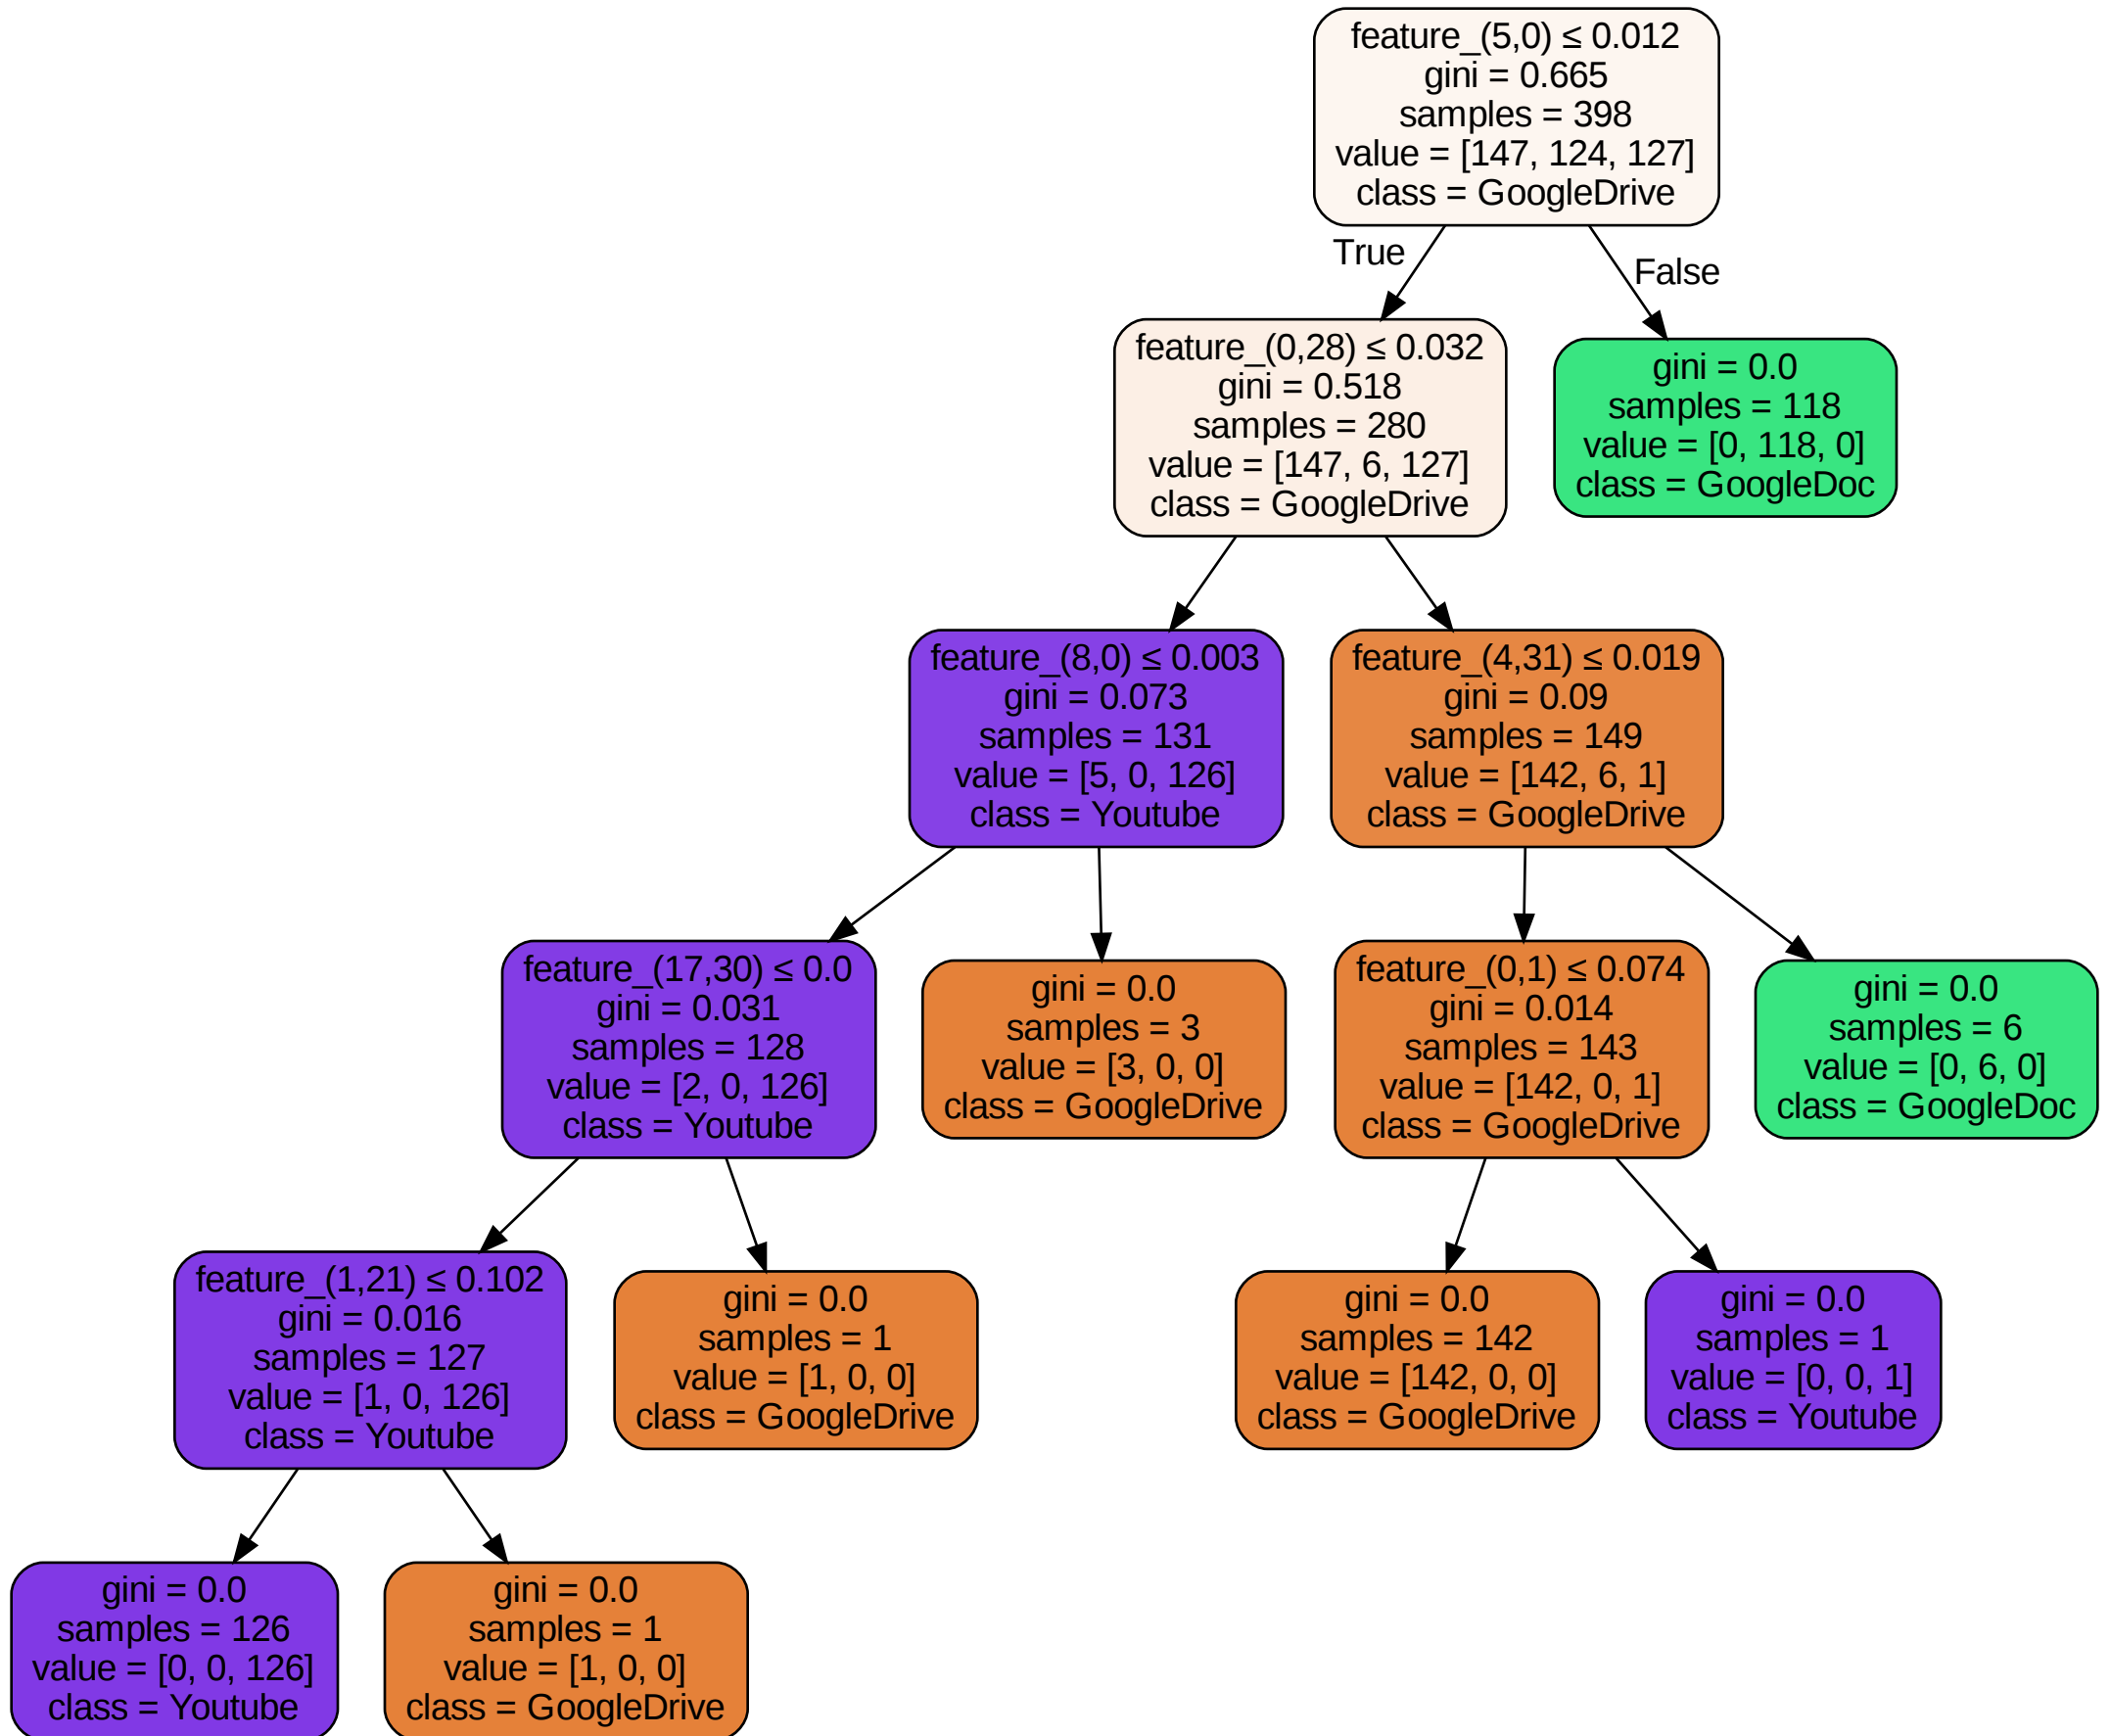 feature_(5,0) ≤ 0.012
gini = 0.665
samples = 398
value = [147, 124, 127]
class = GoogleDrive
True
False
feature_(0,28) ≤ 0.032
gini = 0.518
samples = 280
value = [147, 6, 127]
class = GoogleDrive
gini = 0.0
samples = 118
value = [0, 118, 0]
class = GoogleDoc
feature_(8,0) ≤ 0.003
gini = 0.073
samples = 131
value = [5, 0, 126]
class = Youtube
feature_(4,31) ≤ 0.019
gini = 0.09
samples = 149
value = [142, 6, 1]
class = GoogleDrive
feature_(17,30) ≤ 0.0
gini = 0.031
samples = 128
value = [2, 0, 126]
class = Youtube
gini = 0.0
samples = 3
value = [3, 0, 0]
class = GoogleDrive
feature_(0,1) ≤ 0.074
gini = 0.014
samples = 143
value = [142, 0, 1]
class = GoogleDrive
gini = 0.0
samples = 6
value = [0, 6, 0]
class = GoogleDoc
feature_(1,21) ≤ 0.102
gini = 0.016
samples = 127
value = [1, 0, 126]
class = Youtube
gini = 0.0
samples = 1
value = [1, 0, 0]
class = GoogleDrive
gini = 0.0
samples = 142
value = [142, 0, 0]
class = GoogleDrive
gini = 0.0
samples = 1
value = [0, 0, 1]
class = Youtube
gini = 0.0
samples = 126
value = [0, 0, 126]
class = Youtube
gini = 0.0
samples = 1
value = [1, 0, 0]
class = GoogleDrive